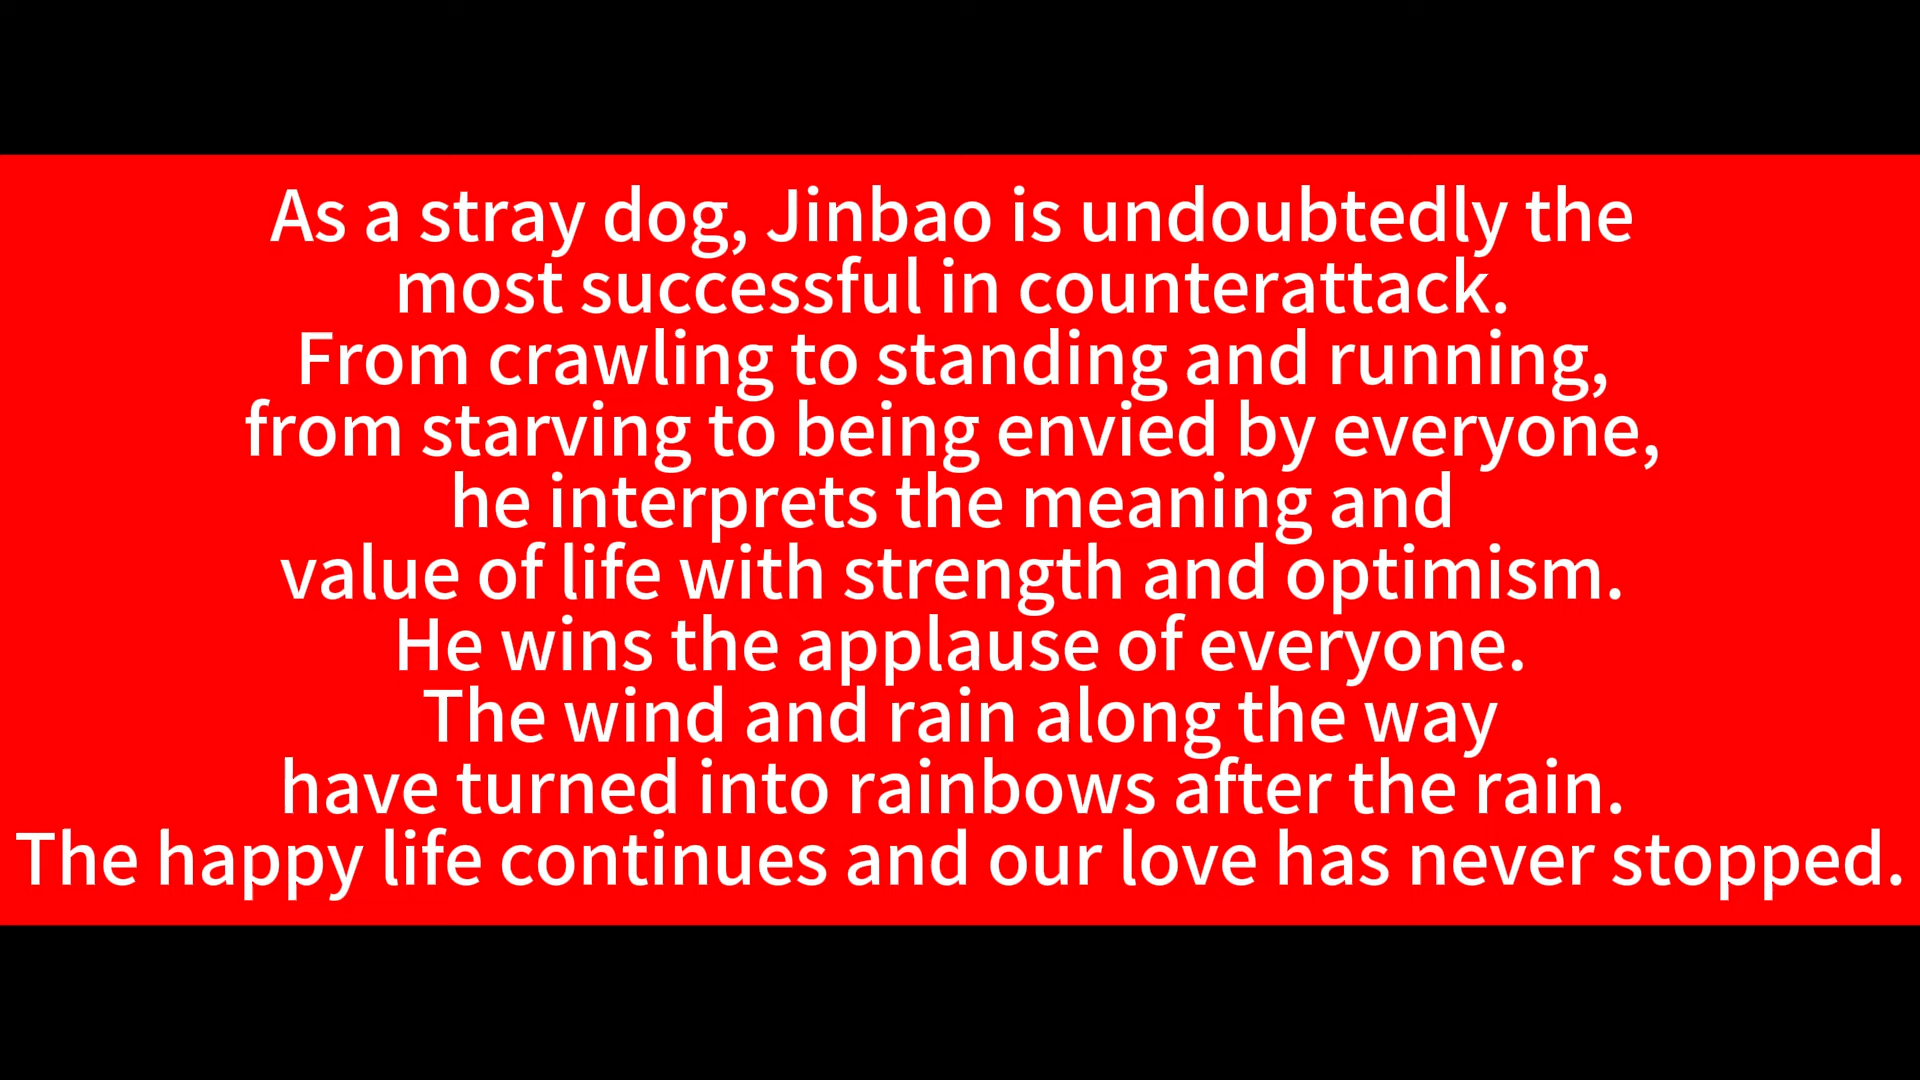 As a stray dog, Jinbao is undoubtedly the
most successful in counterattack.
From crawling to standing and running,
from starving to being envied by everyone,
he interprets the meaning and
value of life with strength and optimism.
He wins the applause of everyone.
The wind and rain along the way
have turned into rainbows after the rain.
The happy life continues and our love has never stopped.